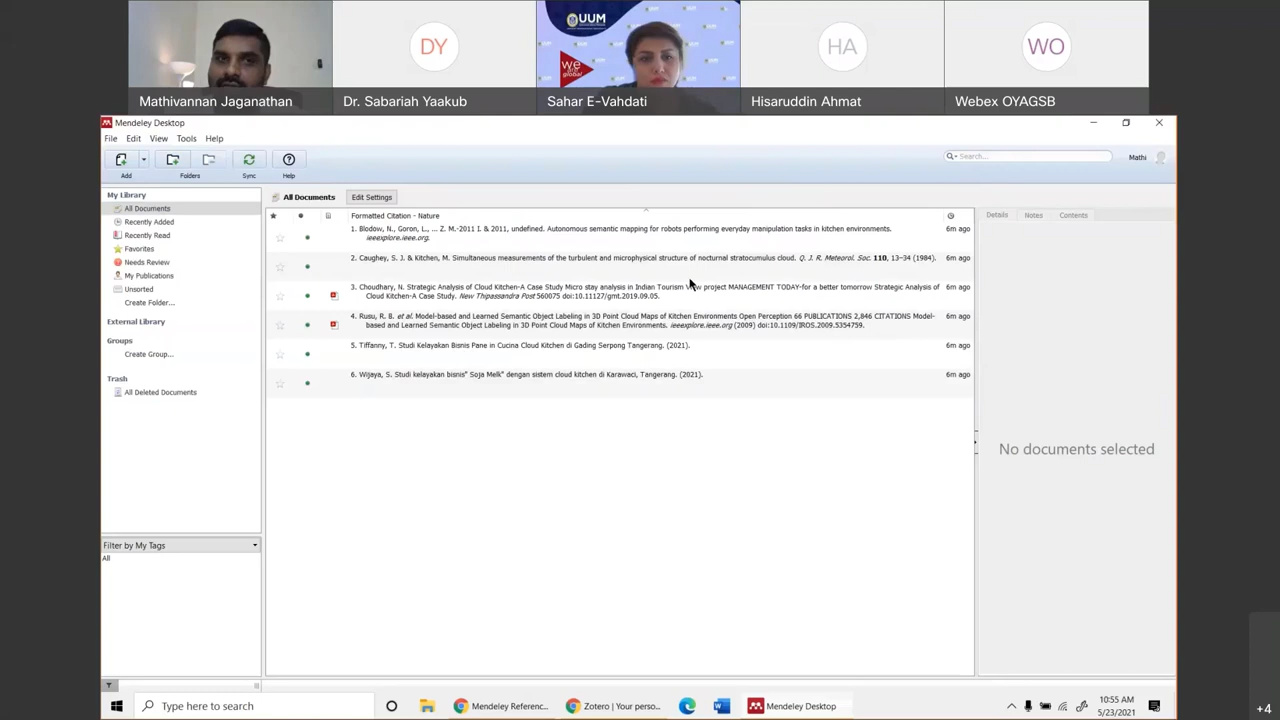 UUM
we
are
global
DY
HA
WO
Mathivannan Jaganathan
Dr. Sabariah Yaakub
Sahar E-Vahdati
Hisaruddin Ahmat
Webex OYAGSB
Mendeley Desktop
File Edit View Tools Help
Search...
Mathi
Add Folders Sync Help
My Library
All Documents
Recently Added
Recently Read
Favorites
Needs Review
My Publications
Unsorted
Create Folder...
External Library
Groups
Create Group...
Trash
All Deleted Documents
Filter by My Tags
All
All Documents Edit Settings
Formatted Citation - Nature
1. Blodow, N., Goron, L., ... Z. M.-2011 I. & 2011, undefined. Autonomous semantic mapping for robots performing everyday manipulation tasks in kitchen environments. 6m ago
ieeexplore.ieee.org.
2. Caughey, S. J. & Kitchen, M. Simultaneous measurements of the turbulent and microphysical structure of nocturnal stratocumulus cloud. Q. J. R. Meteorol. Soc. 110, 13–34 (1984). 6m ago
3. Choudhary, N. Strategic Analysis of Cloud Kitchen-A Case Study Micro stay analysis in Indian Tourism project MANAGEMENT TODAY-for a better tomorrow Strategic Analysis of 6m ago
Cloud Kitchen-A Case Study. New Thipassandra Post 560075 doi:10.11127/gmt.2019.09.05.
4. Rusu, R. B. et al. Model-based and Learned Semantic Object Labeling in 3D Point Cloud Maps of Kitchen Environments Open Perception 66 PUBLICATIONS 2,846 CITATIONS Model- 6m ago
based and Learned Semantic Object Labeling in 3D Point Cloud Maps of Kitchen Environments. ieeexplore.ieee.org (2009) doi:10.1109/IROS.2009.5354759.
5. Tiffanny, T. Studi Kelayakan Bisnis Pane in Cucina Cloud Kitchen di Gading Serpong Tangerang. (2021). 6m ago
6. Wijaya, S. Studi kelayakan bisnis" Soja Melk" dengan sistem cloud kitchen di Karawaci, Tangerang. (2021). 6m ago
Details Notes Contents
No documents selected
Type here to search
Mendeley Referenc...
Zotero | Your perso...
Mendeley Desktop
10:55 AM
5/23/2021
+4